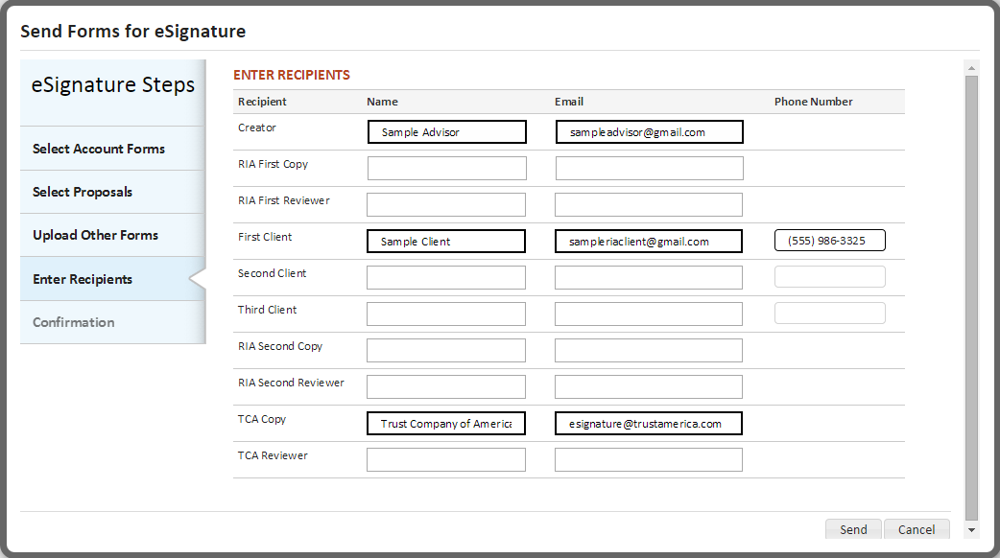 Send Forms for eSignature
eSignature Steps
Select Account Forms
Select Proposals
Upload Other Forms
Enter Recipients
Confirmation
ENTER RECIPIENTS
Recipient Name Email Phone Number
Creator Sample Advisor sampleadvisor@gmail.com
RIA First Copy
RIA First Reviewer
First Client Sample Client sampleriaclient@gmail.com (555) 986-3325
Second Client
Third Client
RIA Second Copy
RIA Second Reviewer
TCA Copy Trust Company of America esignature@trustamerica.com
TCA Reviewer
Send Cancel